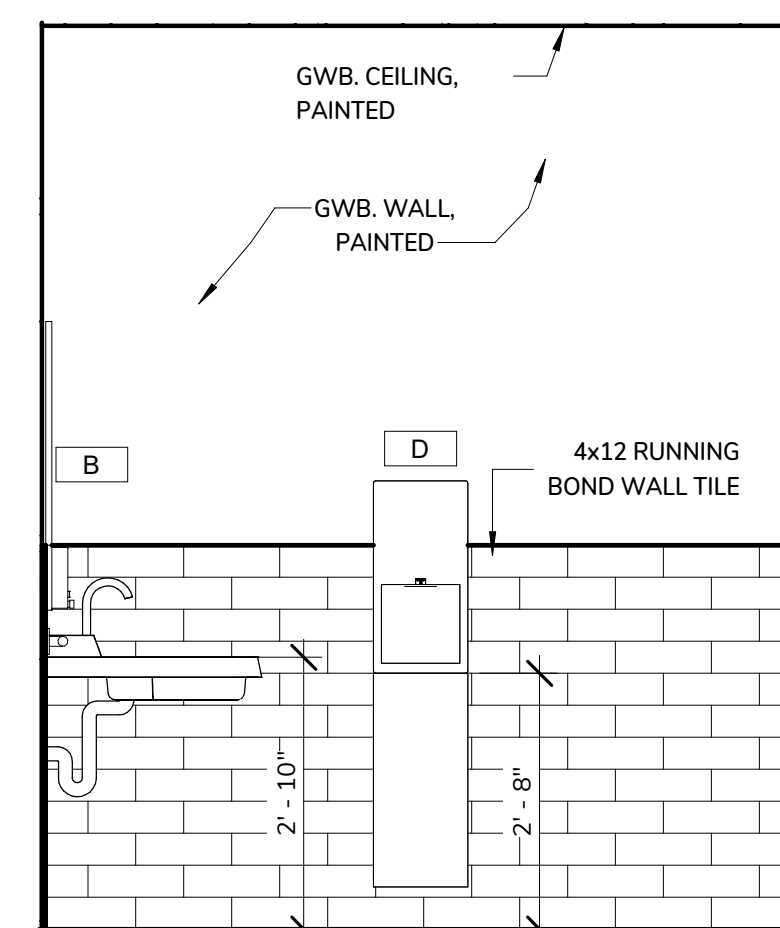 GWB. CEILING,
PAINTED
GWB. WALL,
PAINTED
B
D
4x12 RUNNING
BOND WALL TILE
2' - 10"
2' - 8"